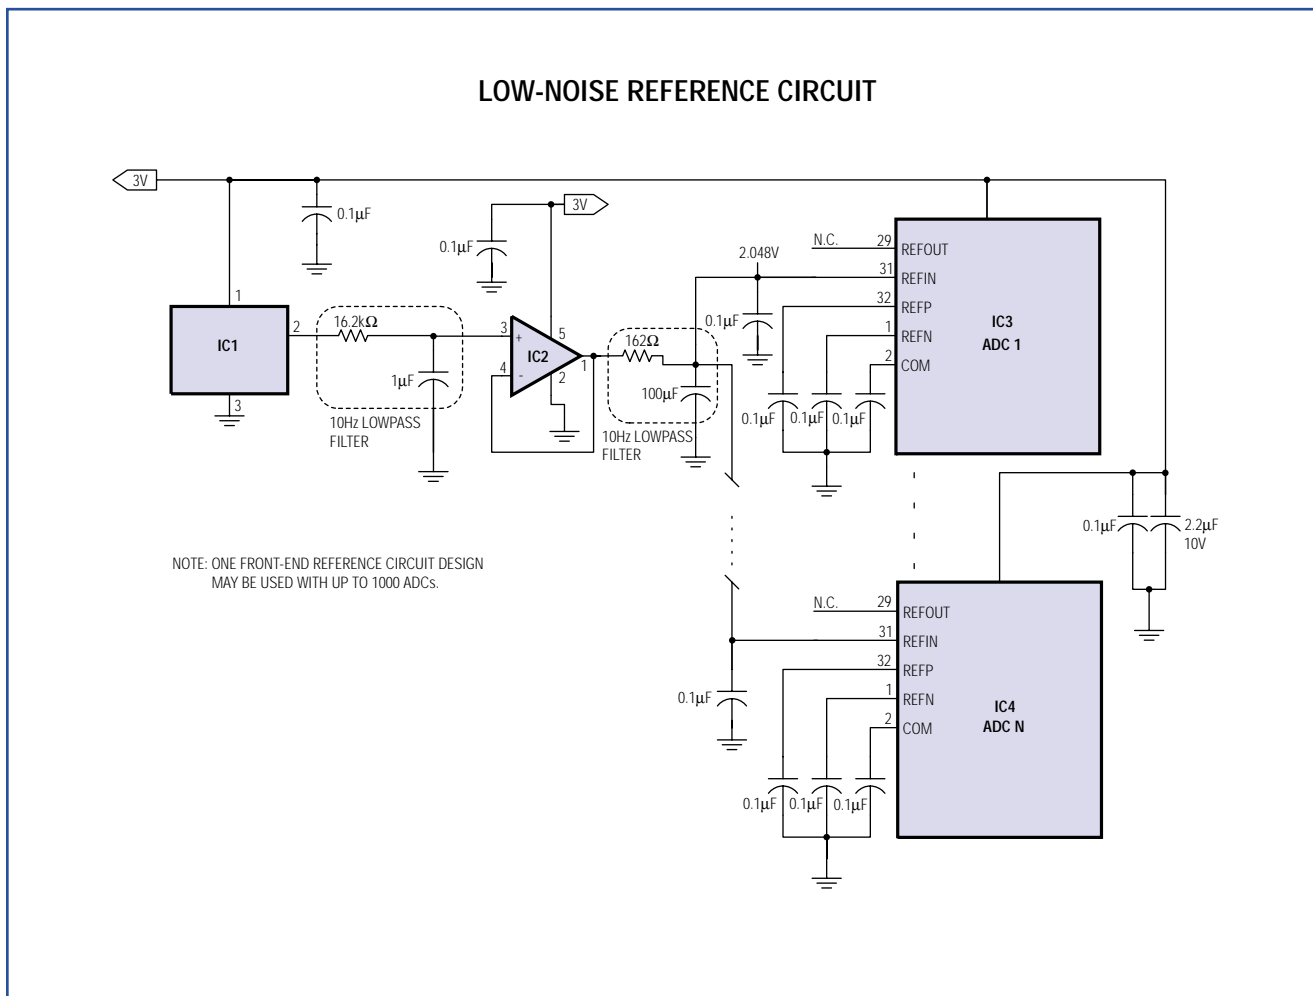 LOW-NOISE REFERENCE CIRCUIT
3V
0.1µF
3V
0.1µF
1
IC1
2
3
16.2kΩ
1µF
10Hz LOWPASS
FILTER
3
+
4
-
IC2
5
2
1
162Ω
100µF
10Hz LOWPASS
FILTER
2.048V
0.1µF
N.C.
29
REFOUT
31
REFIN
32
REFP
1
REFN
2
COM
IC3
ADC 1
0.1µF
0.1µF
0.1µF
0.1µF
2.2µF
10V
NOTE: ONE FRONT-END REFERENCE CIRCUIT DESIGN
MAY BE USED WITH UP TO 1000 ADCs.
N.C.
29
REFOUT
31
REFIN
32
REFP
1
REFN
2
COM
IC4
ADC N
0.1µF
0.1µF
0.1µF
0.1µF